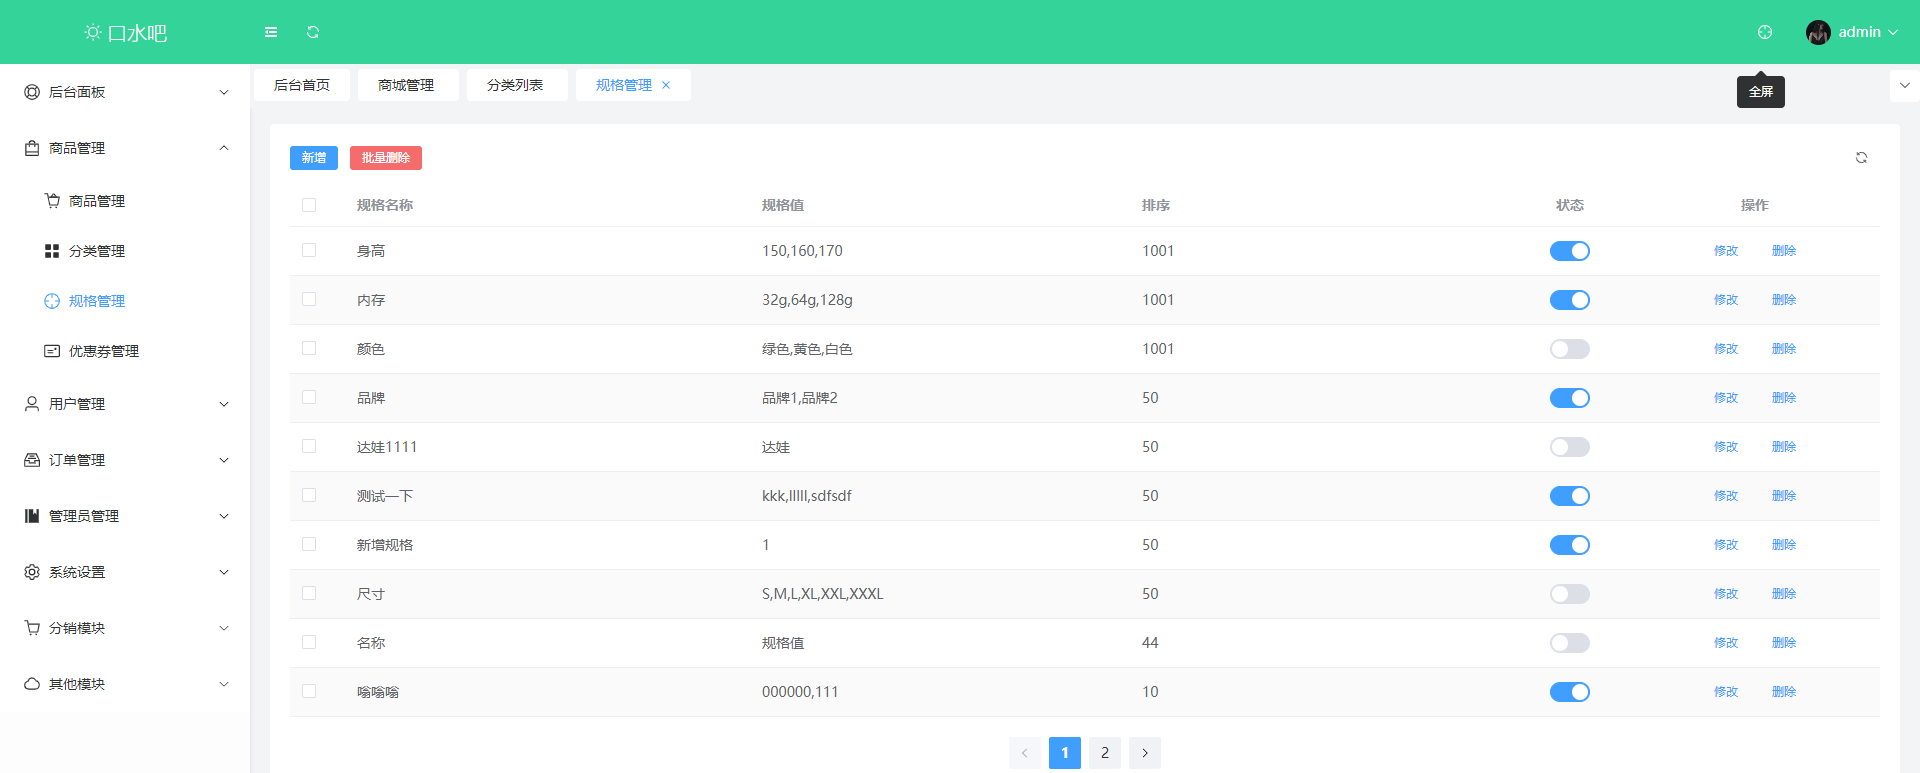 口水吧
admin
后台面板
商品管理
商品管理
分类管理
规格管理
优惠券管理
用户管理
订单管理
管理员管理
系统设置
分销模块
其他模块
后台首页 商城管理 分类列表 规格管理
全屏
新增 批量删除
规格名称 规格值 排序 状态 操作
身高 150,160,170 1001 修改 删除
内存 32g,64g,128g 1001 修改 删除
颜色 绿色,黄色,白色 1001 修改 删除
品牌 品牌1,品牌2 50 修改 删除
达娃1111 达娃 50 修改 删除
测试一下 kkk,lllll,sdfsdf 50 修改 删除
新增规格 1 50 修改 删除
尺寸 S,M,L,XL,XXL,XXXL 50 修改 删除
名称 规格值 44 修改 删除
嗡嗡嗡 000000,111 10 修改 删除
1 2